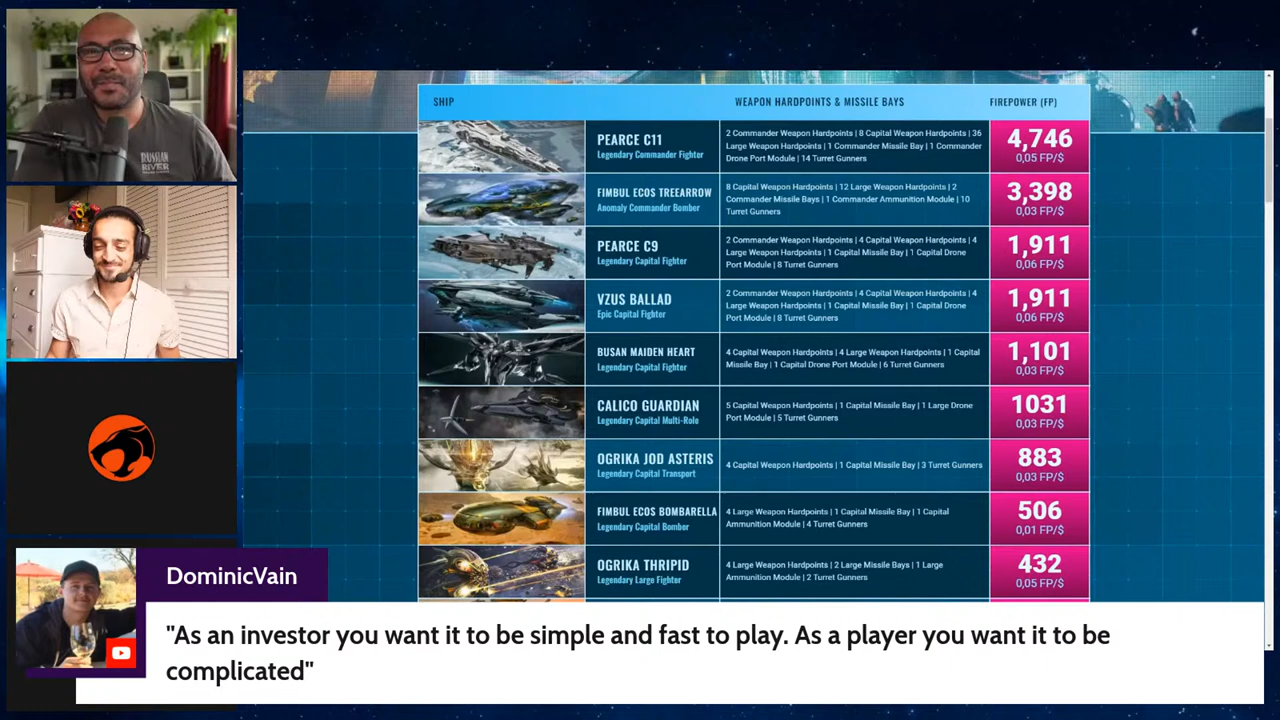 SHIP
WEAPON HARDPOINTS & MISSILE BAYS
FIREPOWER (FP)
PEARCE C11
Legendary Commander Fighter
2 Commander Weapon Hardpoints | 8 Capital Weapon Hardpoints | 36
Large Weapon Hardpoints | 1 Commander Missile Bay | 1 Commander
Drone Port Module | 14 Turret Gunners
4,746
0,05 FP/$
FIMBUL ECOS TREEARROW
Anomaly Commander Bomber
8 Capital Weapon Hardpoints | 12 Large Weapon Hardpoints | 2
Commander Missile Bays | 1 Commander Ammunition Module | 10
Turret Gunners
3,398
0,03 FP/$
PEARCE C9
Legendary Capital Fighter
2 Commander Weapon Hardpoints | 4 Capital Weapon Hardpoints | 4
Large Weapon Hardpoints | 1 Capital Missile Bay | 1 Capital Drone
Port Module | 8 Turret Gunners
1,911
0,06 FP/$
VZUS BALLAD
Epic Capital Fighter
2 Commander Weapon Hardpoints | 4 Capital Weapon Hardpoints | 4
Large Weapon Hardpoints | 1 Capital Missile Bay | 1 Capital Drone
Port Module | 8 Turret Gunners
1,911
0,06 FP/$
BUSAN MAIDEN HEART
Legendary Capital Fighter
4 Capital Weapon Hardpoints | 4 Large Weapon Hardpoints | 1 Capital
Missile Bay | 1 Capital Drone Port Module | 6 Turret Gunners
1,101
0,03 FP/$
CALICO GUARDIAN
Legendary Capital Multi-Role
5 Capital Weapon Hardpoints | 1 Capital Missile Bay | 1 Large Drone
Port Module | 5 Turret Gunners
1031
0,03 FP/$
OGRIKA JOD ASTERIS
Legendary Capital Transport
4 Capital Weapon Hardpoints | 1 Capital Missile Bay | 3 Turret Gunners
883
0,03 FP/$
FIMBUL ECOS BOMBARELLA
Legendary Capital Bomber
4 Large Weapon Hardpoints | 1 Capital Missile Bay | 1 Capital
Ammunition Module | 4 Turret Gunners
506
0,01 FP/$
OGRIKA THRIPID
Legendary Large Fighter
4 Large Weapon Hardpoints | 2 Large Missile Bays | 1 Large
Ammunition Module | 2 Turret Gunners
432
0,05 FP/$
RUSSIAN
RIVER
DominicVain
"As an investor you want it to be simple and fast to play. As a player you want it to be
complicated"